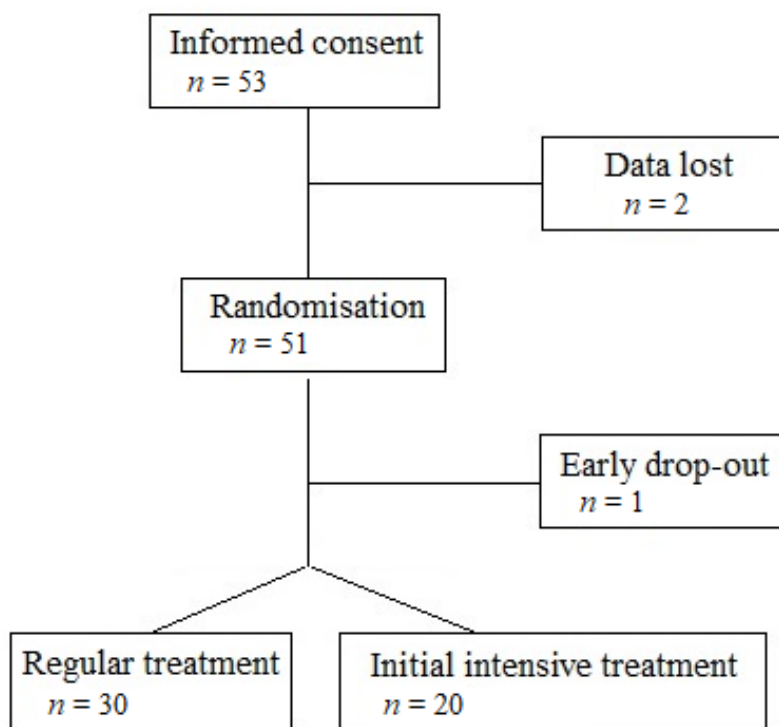 Informed consent
n = 53
Data lost
n = 2
Randomisation
n = 51
Early drop-out
n = 1
Regular treatment
n = 30
Initial intensive treatment
n = 20